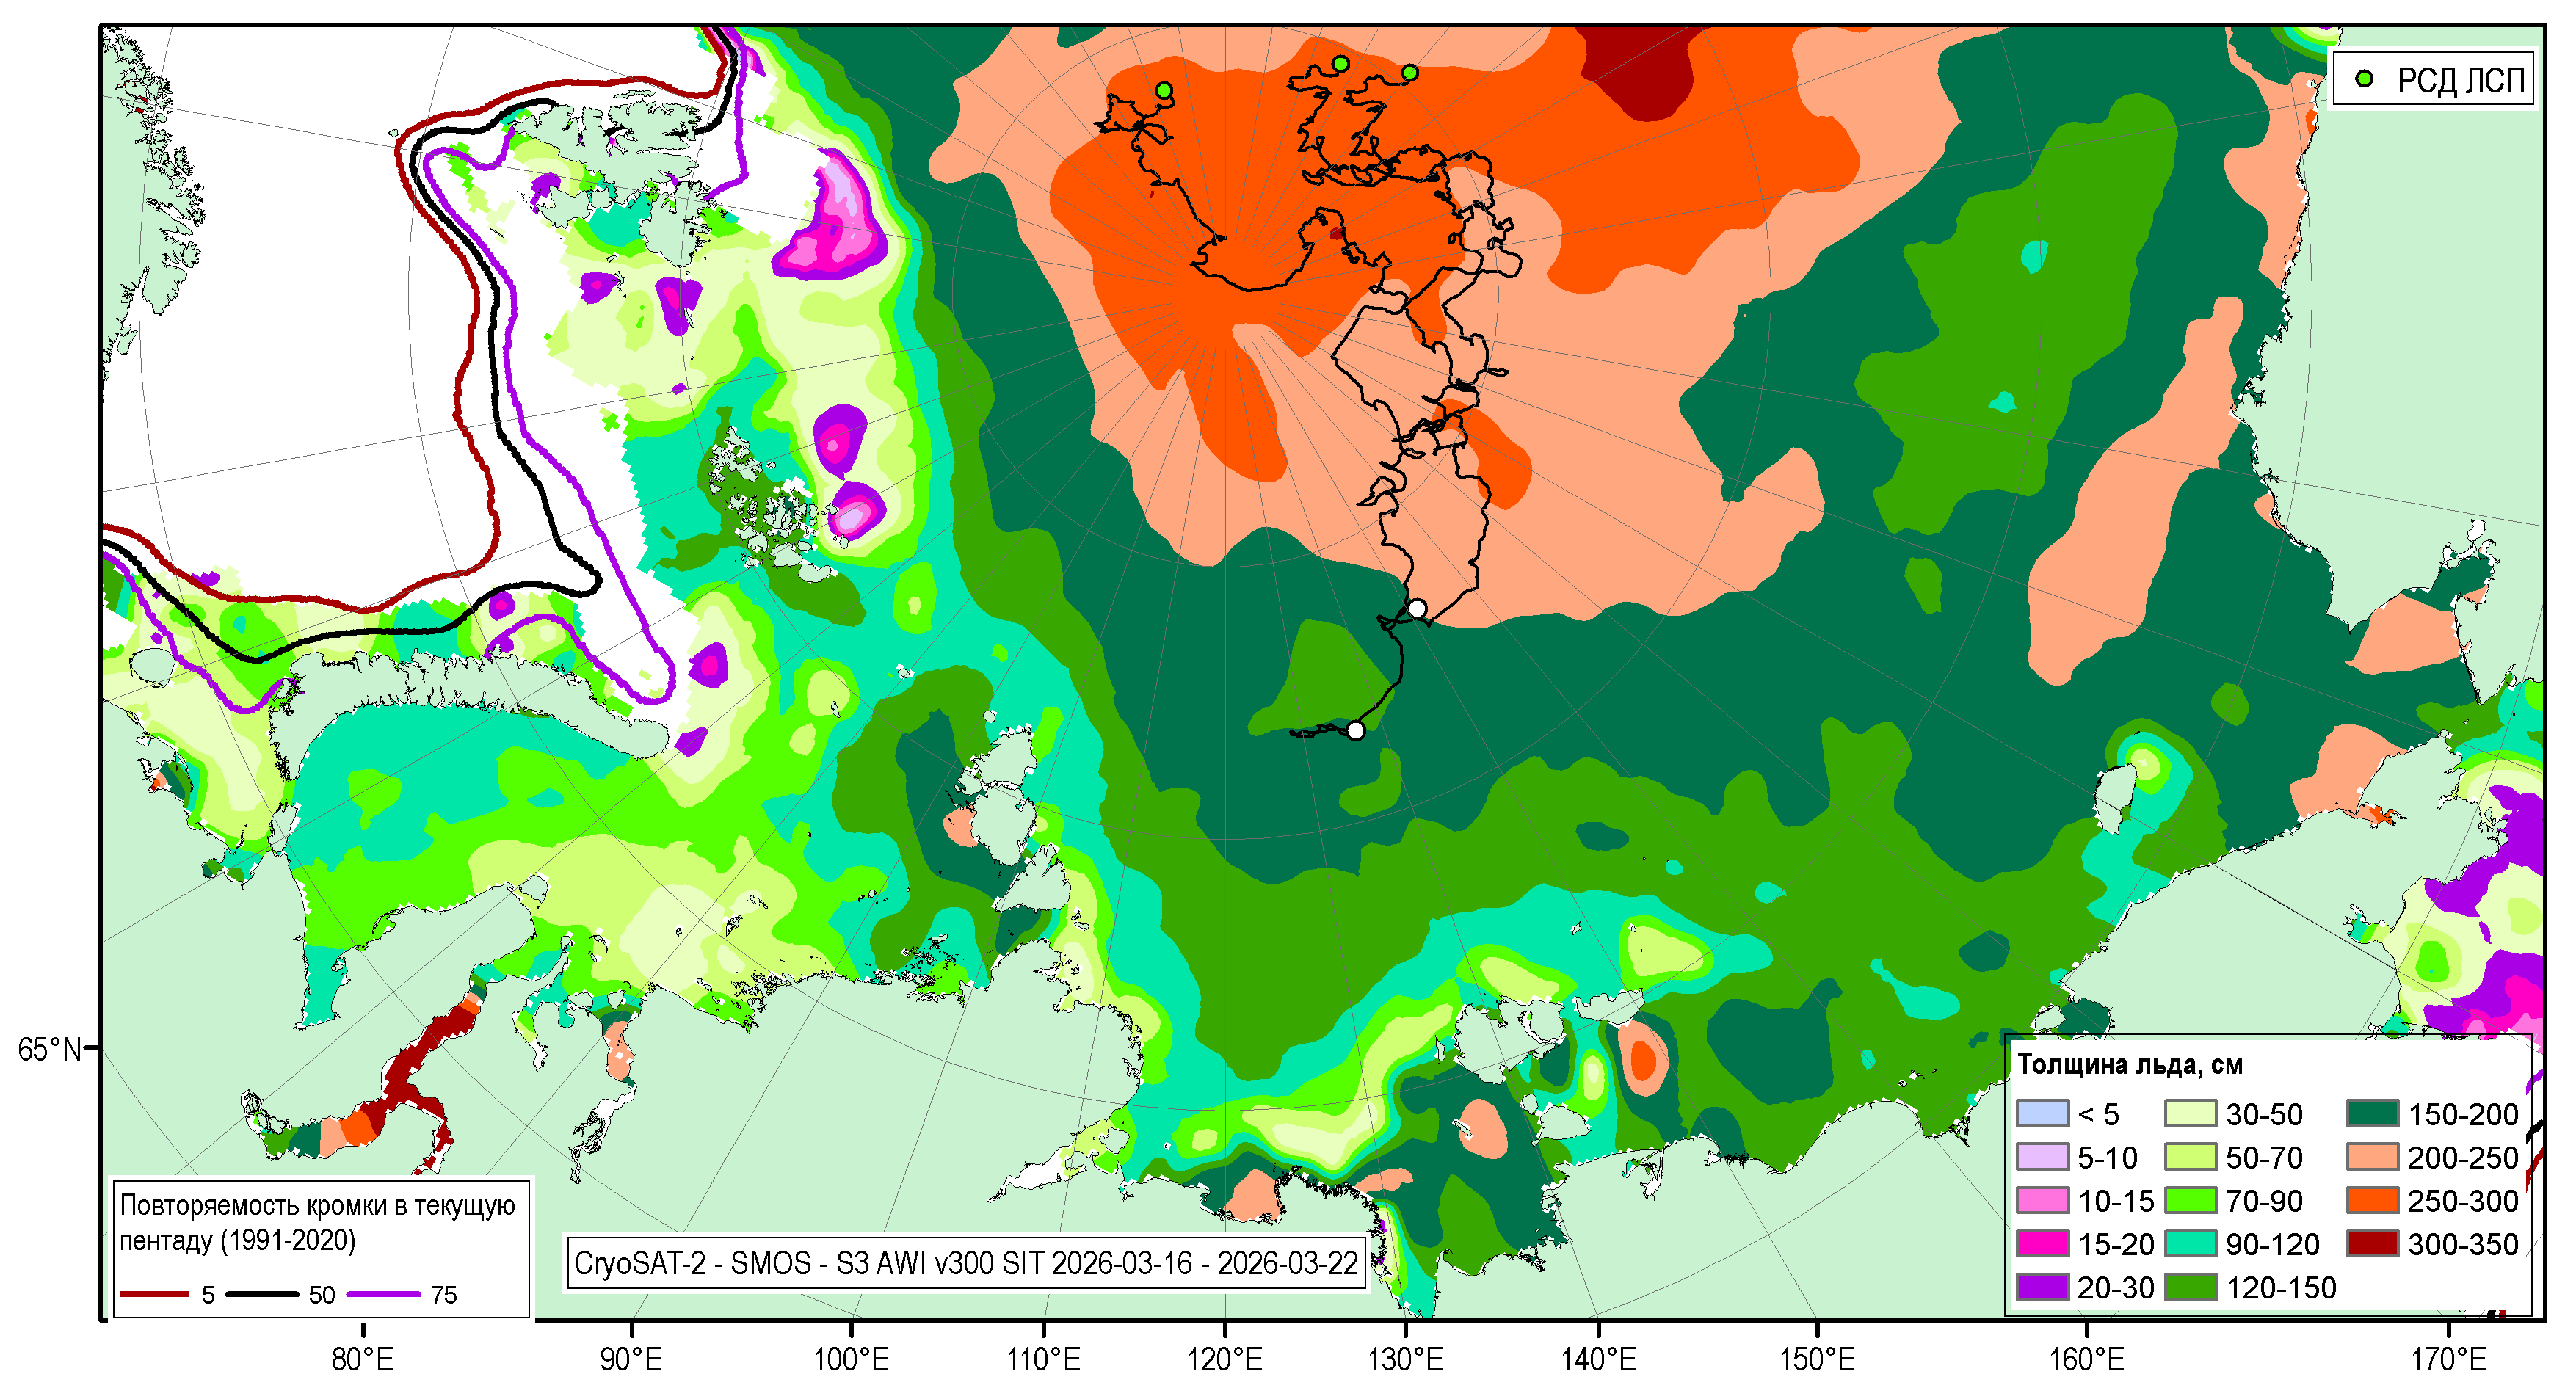 РСД ЛСП
65°N
Толщина льда, см
< 5
5-10
10-15
15-20
20-30
30-50
50-70
70-90
90-120
120-150
150-200
200-250
250-300
300-350
Повторяемость кромки в текущую
пентаду (1991-2020)
5 50 75
CryoSAT-2 - SMOS - S3 AWI v300 SIT 2026-03-16 - 2026-03-22
80°E 90°E 100°E 110°E 120°E 130°E 140°E 150°E 160°E 170°E